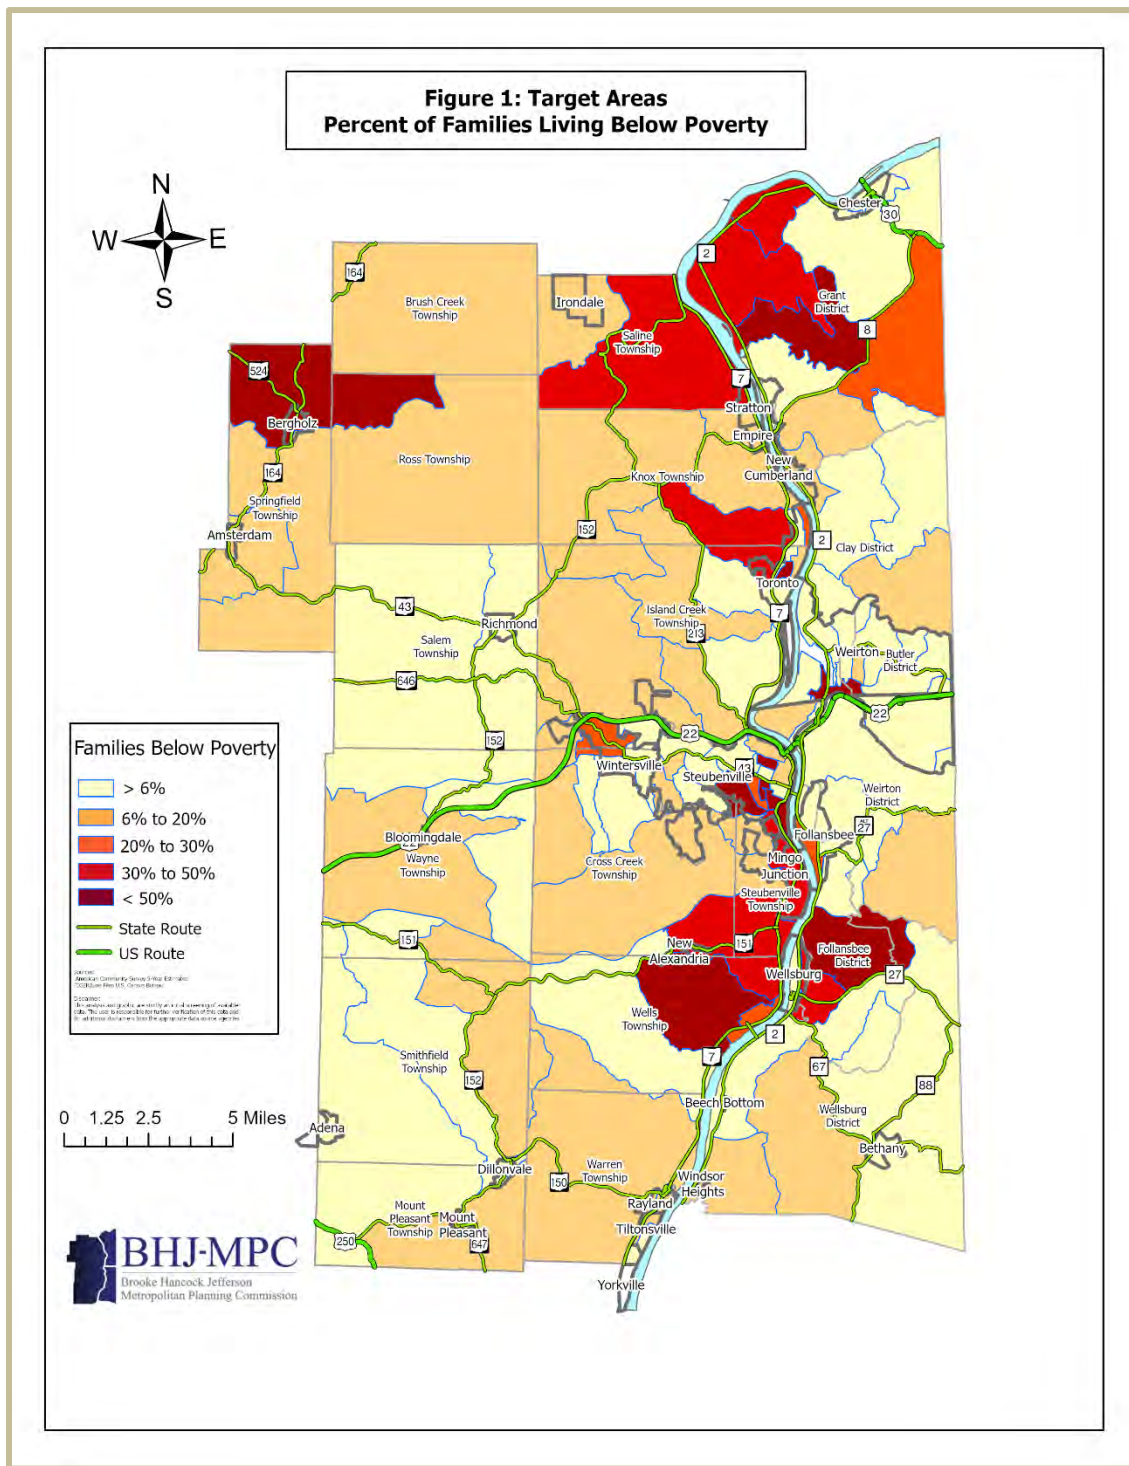 Figure 1: Target Areas
Percent of Families Living Below Poverty
N
W
E
S
Chester
30
2
164
Brush Creek
Township
Irondale
Grant
District
8
Saline
Township
524
7
Stratton
Bergholz
Empire
Ross Township
New
Cumberland
164
Knox Township
Springfield
Township
152
Amsterdam
2
Clay District
Toronto
43
Island Creek
Township
7
Richmond
213
Salem
Township
Weirton
Butler
District
646
22
152
22
Families Below Poverty
> 6%
6% to 20%
20% to 30%
30% to 50%
< 50%
State Route
US Route
Wintersville
43
Steubenville
Weirton
District
ALT
27
Bloomingdale
22
Follansbee
Wayne
Township
Cross Creek
Township
Mingo
Junction
Steubenville
Township
151
New
Alexandria
151
Follansbee
District
Wellsburg
27
Wells
Township
2
7
Smithfield
Township
67
152
88
0 1.25 2.5 5 Miles
Beech Bottom
Wellsburg
District
Adena
Bethany
Dillonvale
Warren
Township
150
Windsor
Heights
Rayland
Mount
Pleasant
Township
Mount
Pleasant
Tiltonsville
250
647
Yorkville
BHJ-MPC
Brooke Hancock Jefferson
Metropolitan Planning Commission